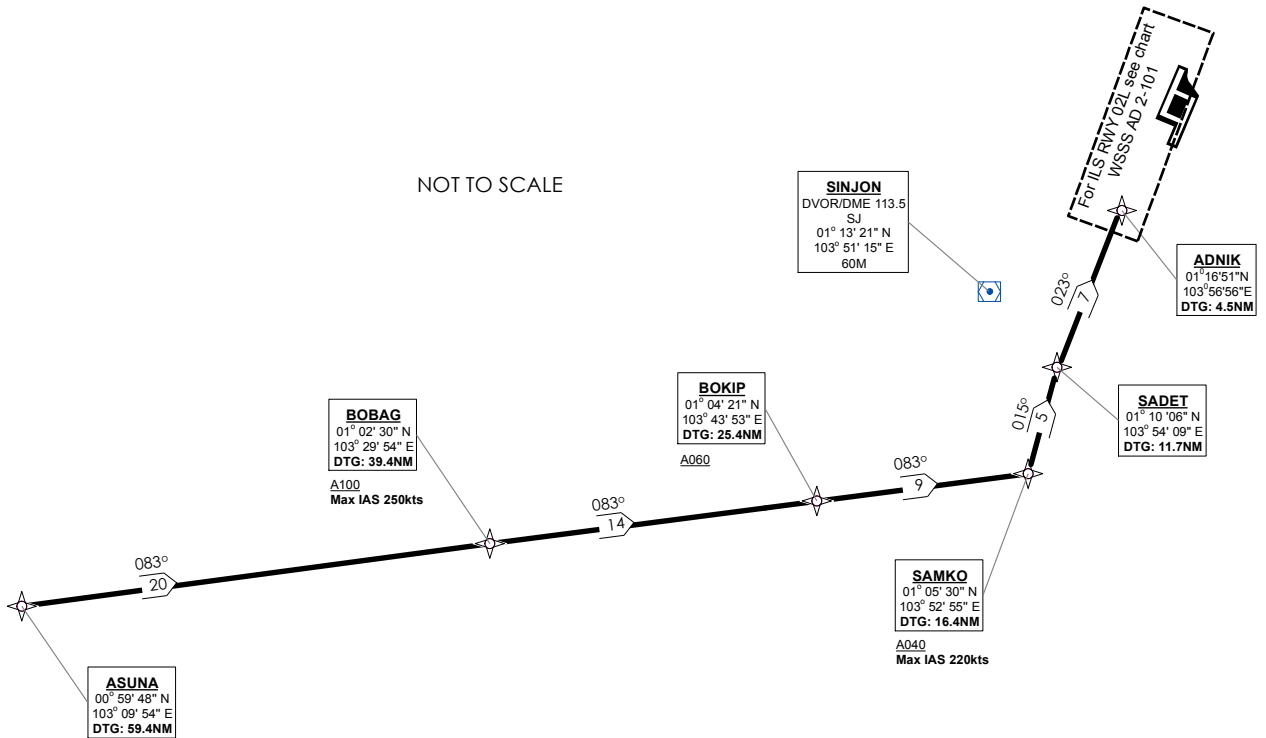 NOT TO SCALE
For ILS RWY 02L see chart
WSSS AD 2-101
SINJON
DVOR/DME 113.5
SJ
01° 13' 21" N
103° 51' 15" E
60M
ADNIK
01°16'51"N
103°56'56"E
DTG: 4.5NM
023°
7
SADET
01° 10 '06" N
103° 54' 09" E
DTG: 11.7NM
015°
5
BOKIP
01° 04' 21" N
103° 43' 53" E
DTG: 25.4NM
A060
BOBAG
01° 02' 30" N
103° 29' 54" E
DTG: 39.4NM
A100
Max IAS 250kts
083°
9
083°
14
083°
20
SAMKO
01° 05' 30" N
103° 52' 55" E
DTG: 16.4NM
A040
Max IAS 220kts
ASUNA
00° 59' 48" N
103° 09' 54" E
DTG: 59.4NM